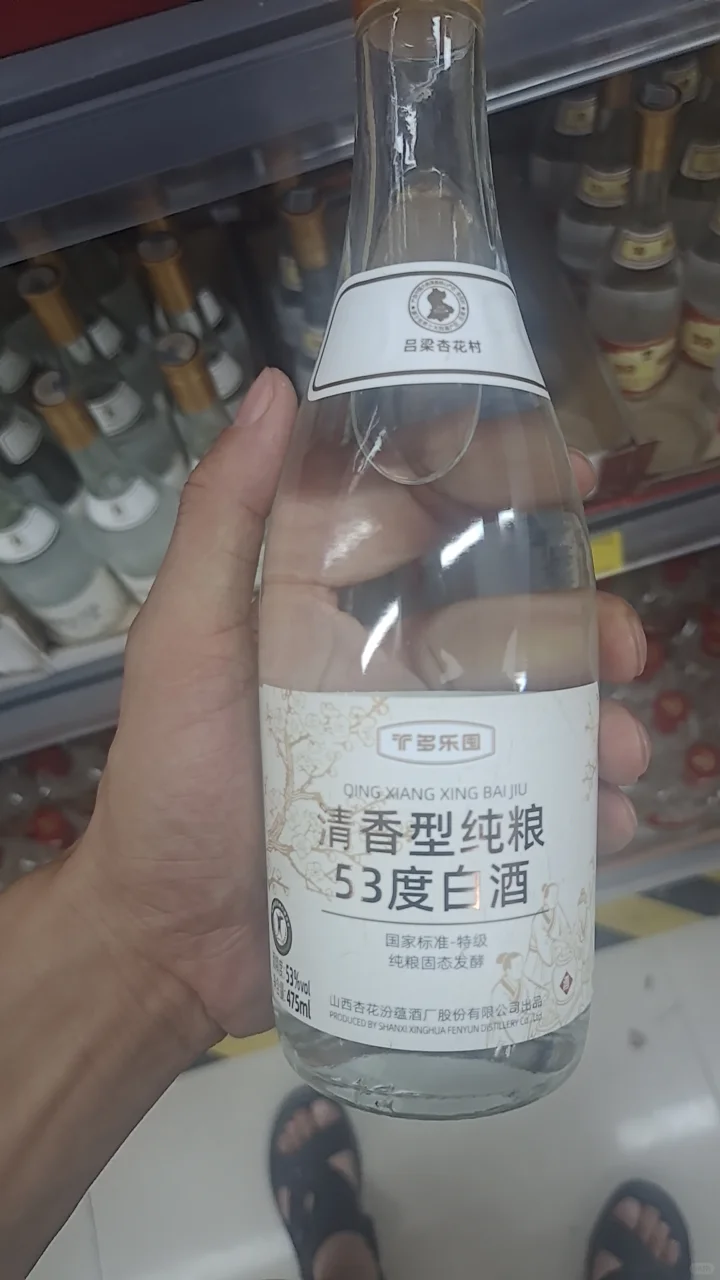 吕梁杏花村
多乐囤
QING XIANG XING BAI JIU
清香型纯粮
53度白酒
国家标准-特级
纯粮固态发酵
53%vol
475ml
山西杏花汾蕴酒厂股份有限公司出品
PRODUCED BY SHANXI XINGHUA FENYUN DISTILLERY Co.,Ltd